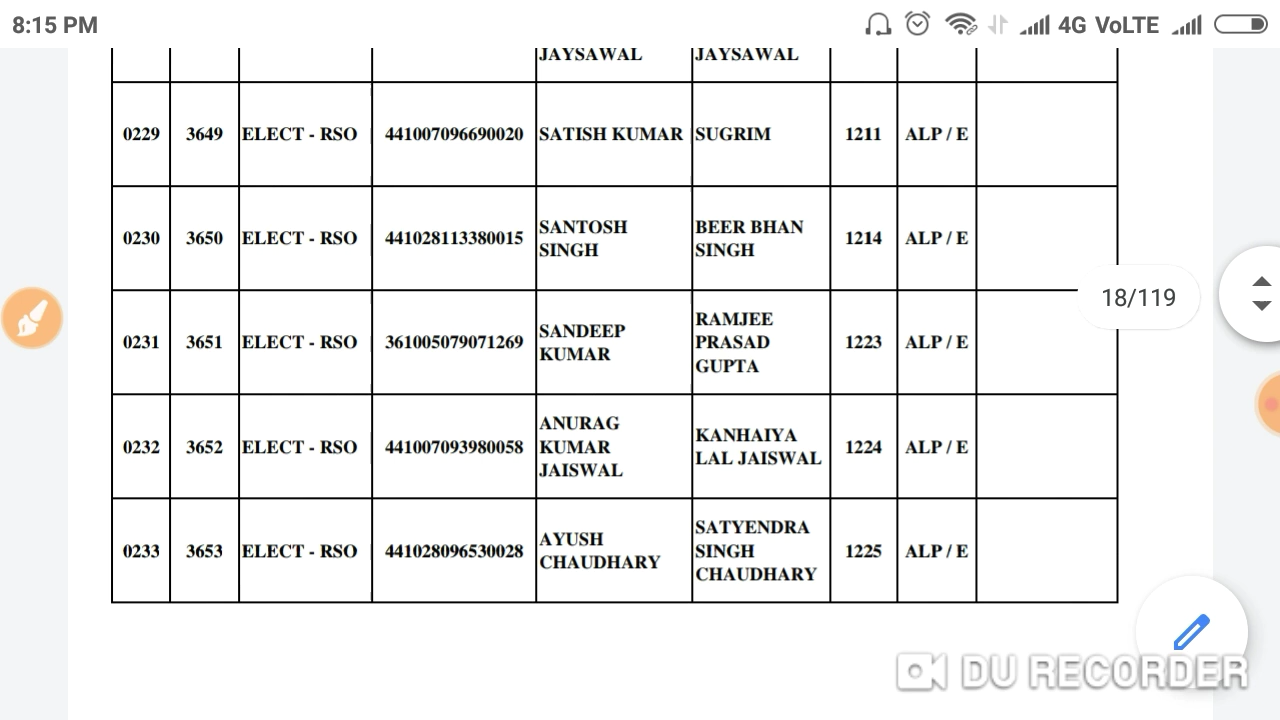 8:15 PM 4G VoLTE
JAYSAWAL JAYSAWAL
0229 3649 ELECT - RSO 441007096690020 SATISH KUMAR SUGRIM 1211 ALP / E
0230 3650 ELECT - RSO 441028113380015 SANTOSH SINGH BEER BHAN SINGH 1214 ALP / E
18/119
0231 3651 ELECT - RSO 361005079071269 SANDEEP KUMAR RAMJEE PRASAD GUPTA 1223 ALP / E
0232 3652 ELECT - RSO 441007093980058 ANURAG KUMAR JAISWAL KANHAIYA LAL JAISWAL 1224 ALP / E
0233 3653 ELECT - RSO 441028096530028 AYUSH CHAUDHARY SATYENDRA SINGH CHAUDHARY 1225 ALP / E
DU RECORDER